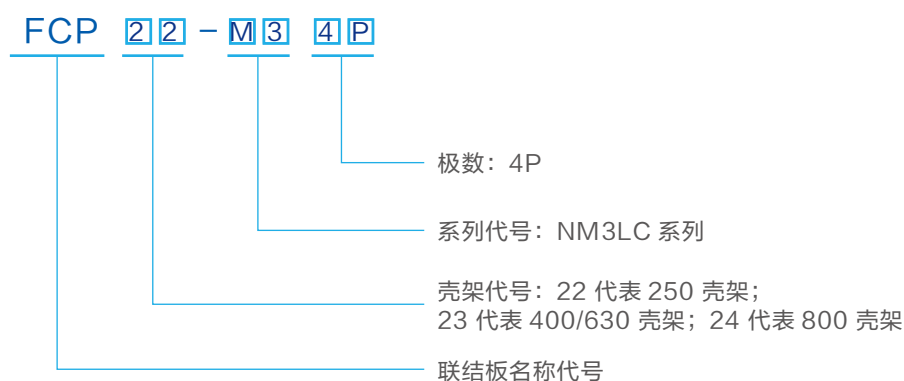 FCP 22-M3 4P
极数：4P
系列代号：NM3LC 系列
壳架代号：22 代表 250 壳架；
23 代表 400/630 壳架；24 代表 800 壳架
联结板名称代号